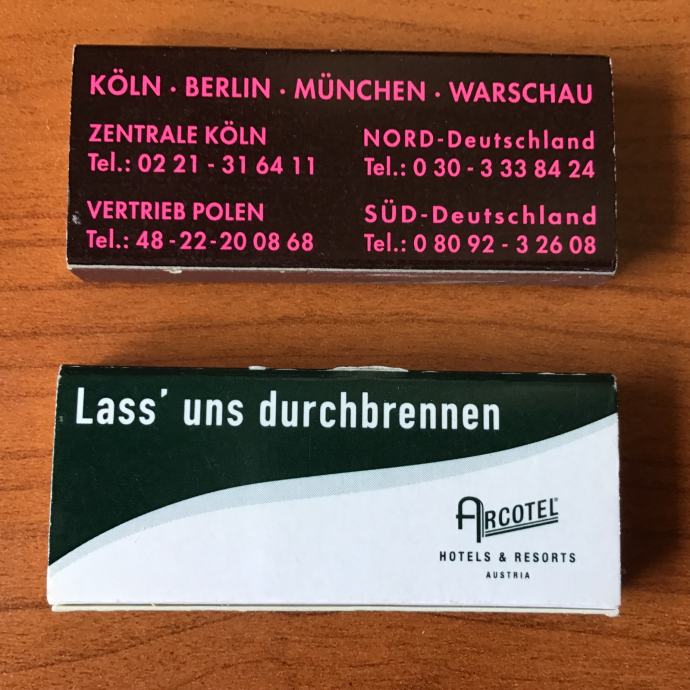 KÖLN · BERLIN · MÜNCHEN · WARSCHAU
ZENTRALE KÖLN
Tel.: 02 21 - 31 64 11
NORD-Deutschland
Tel.: 0 30 - 3 33 84 24
VERTRIEB POLEN
Tel.: 48 - 22 - 20 08 68
SÜD-Deutschland
Tel.: 0 80 92 - 3 26 08
Lass' uns durchbrennen
ARCOTEL®
HOTELS & RESORTS
AUSTRIA